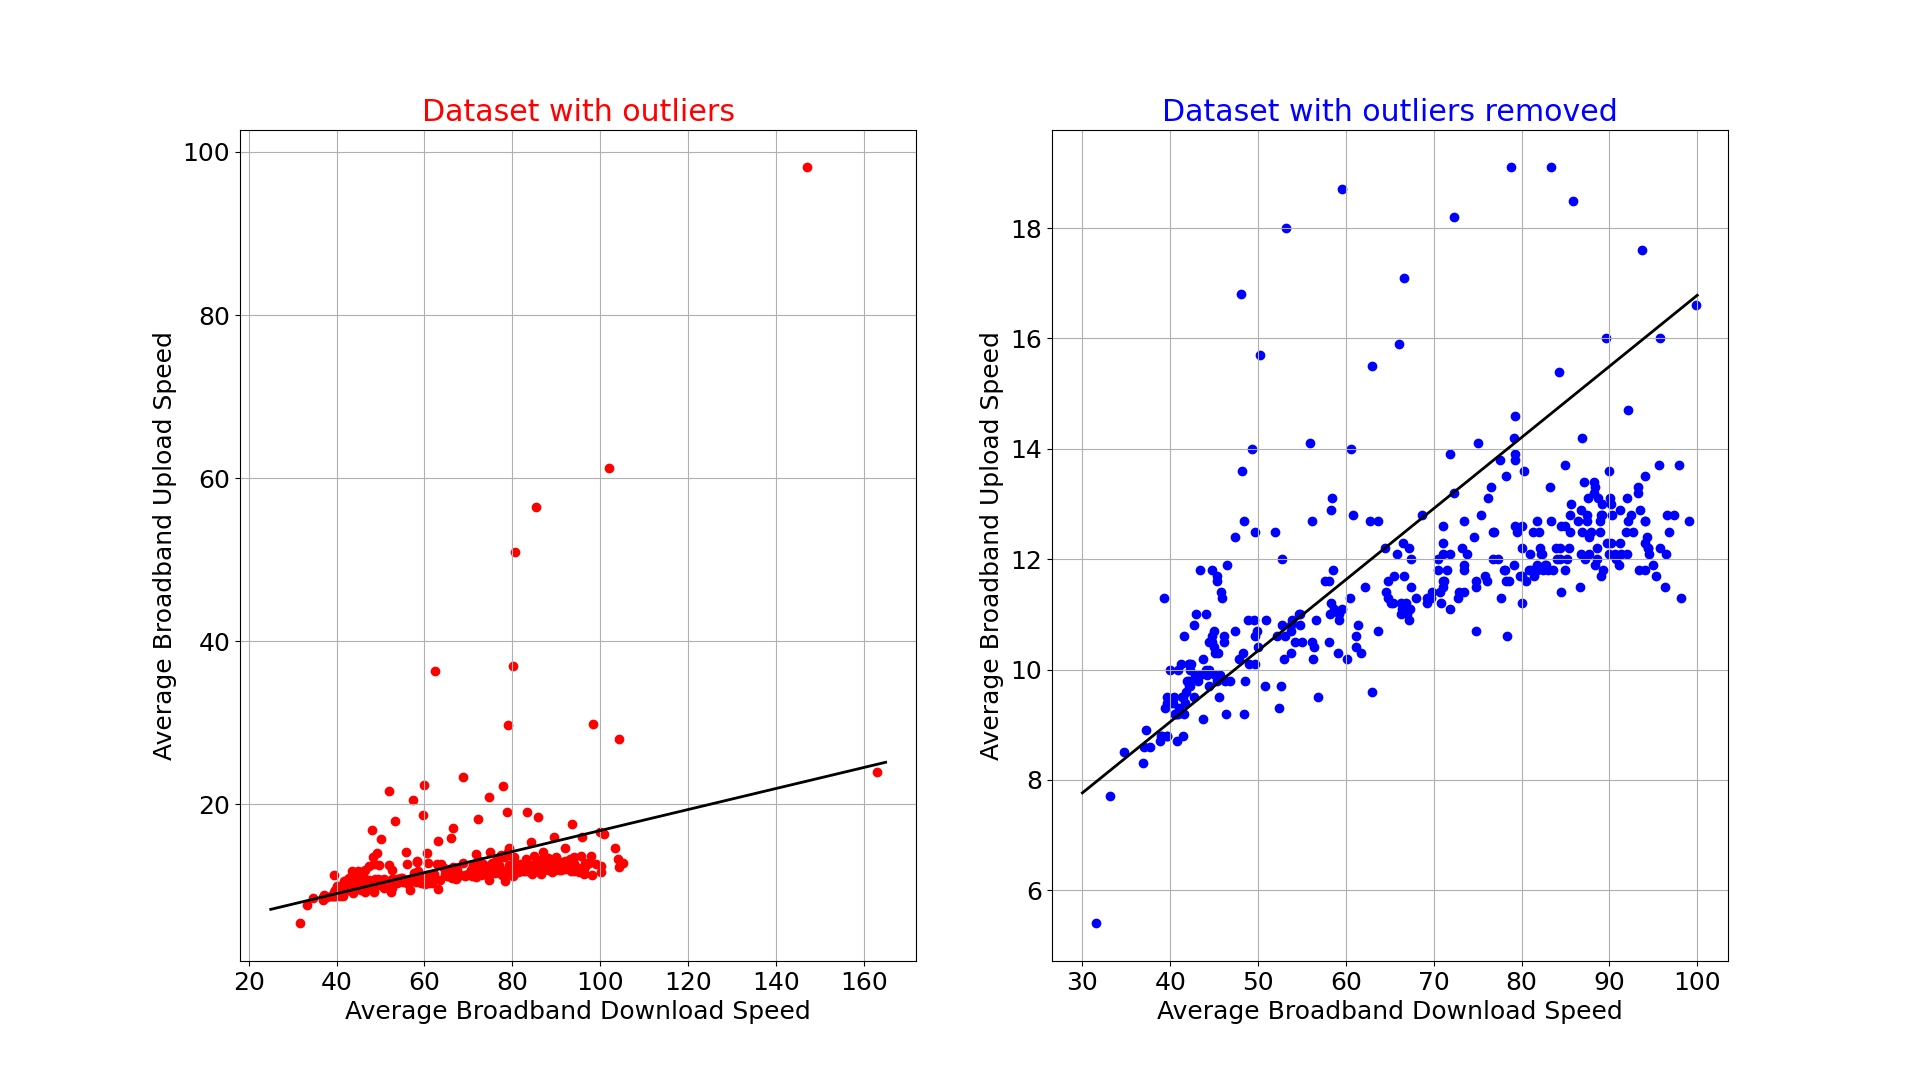 Dataset with outliers
100
80
60
40
20
Average Broadband Upload Speed
20 40 60 80 100 120 140 160
Average Broadband Download Speed
Dataset with outliers removed
18
16
14
12
10
8
6
Average Broadband Upload Speed
30 40 50 60 70 80 90 100
Average Broadband Download Speed